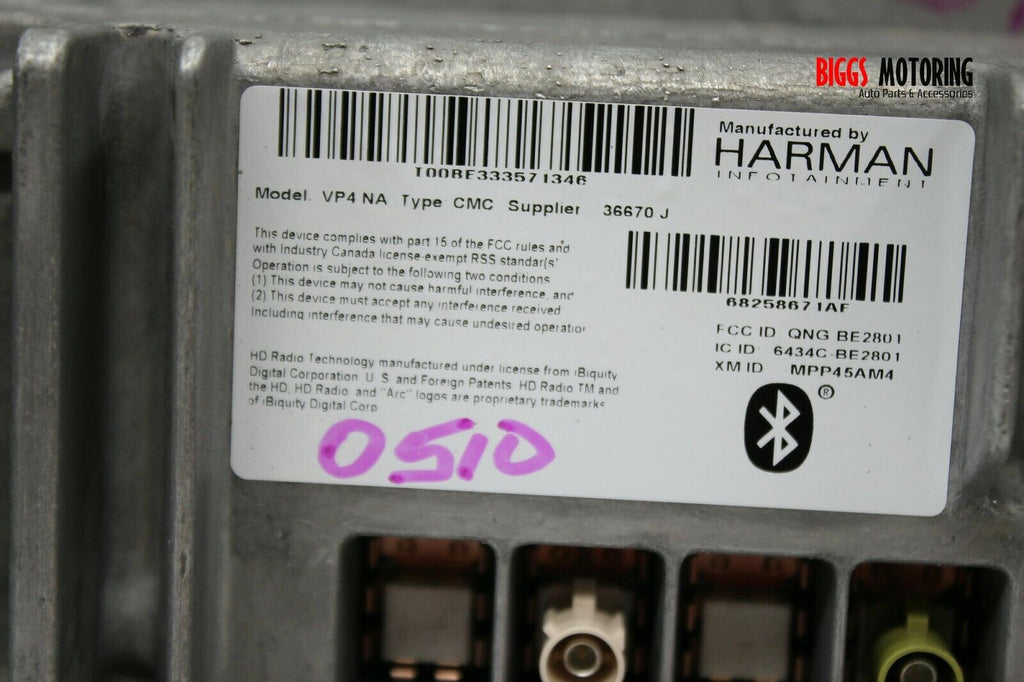 BIGGS MOTORING
Auto Parts & Accessories
Manufactured by
HARMAN
INFOTAINMENT
T00BE333571346
Model. VP4 NA Type CMC Supplier 36670 J
This device complies with part 15 of the FCC rules and
with Industry Canada license-exempt RSS standar(s'
Operation is subject to the following two conditions
(1) This device may not cause harmful interference, and
(2) This device must accept any interference received
Including interference that may cause undesired operatior
68258671AF
FCC ID QNG BE2801
IC ID 6434C-BE2801
XM ID MPP45AM4
HD Radio Technology manufactured under license from iBiquity
Digital Corporation U S and Foreign Patents HD Radio TM and
the HD, HD Radio and "Arc" logos are proprietary trademarks
of iBiquity Digital Corp
®
0510